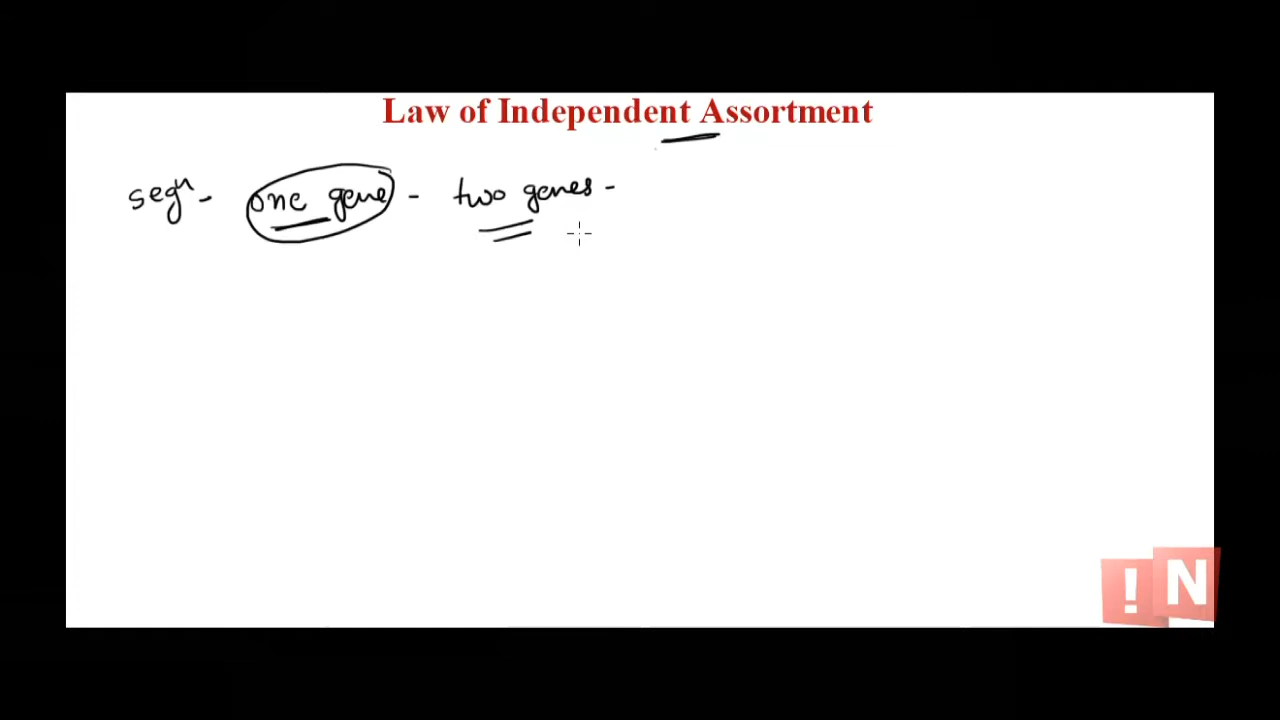 Law of Independent Assortment
segⁿ - one gene - two genes -
!N